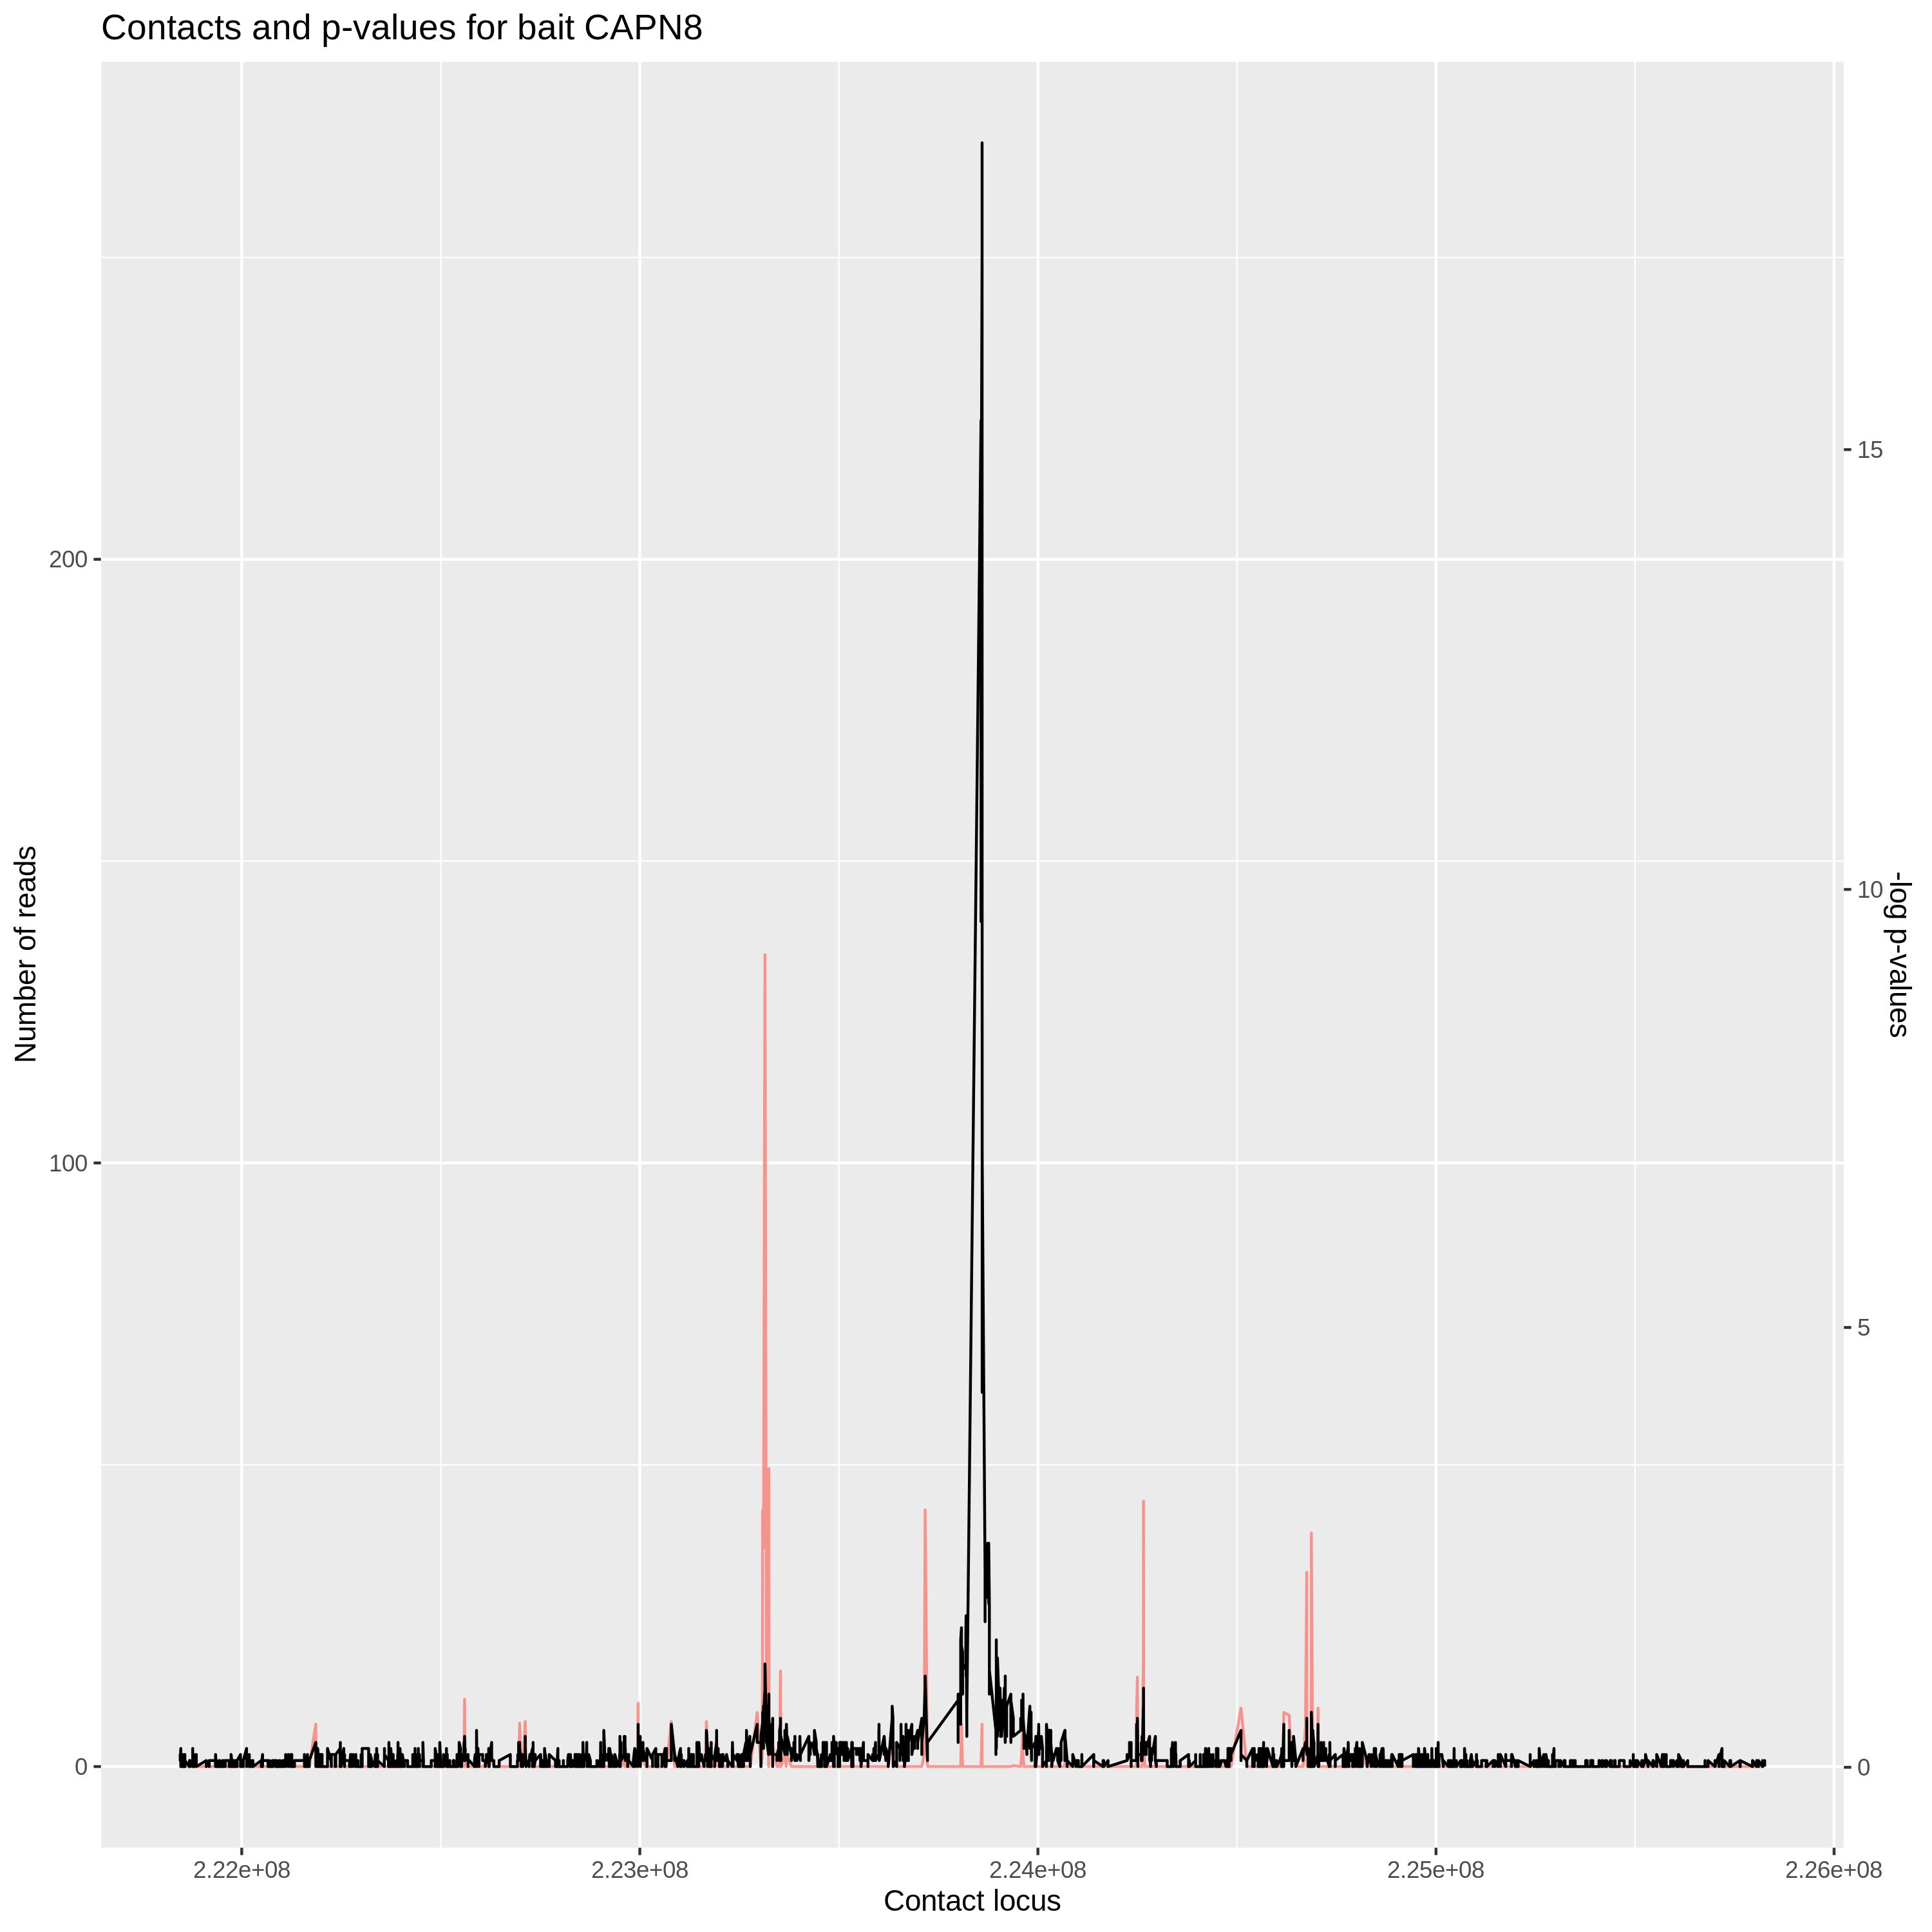 Contacts and p-values for bait CAPN8
Number of reads
200
100
0
15
10
5
0
-log p-values
2.22e+08
2.23e+08
2.24e+08
2.25e+08
2.26e+08
Contact locus